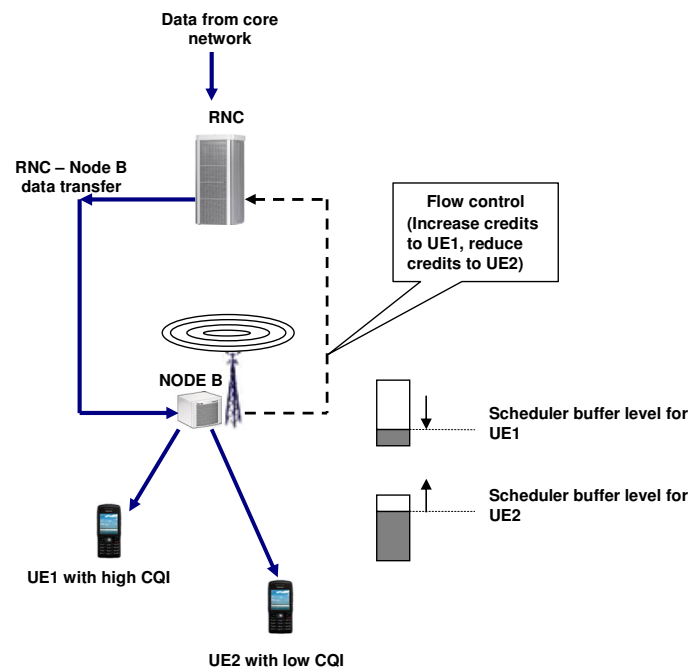 Data from core
network
RNC
RNC – Node B
data transfer
Flow control
(Increase credits
to UE1, reduce
credits to UE2)
NODE B
Scheduler buffer level for
UE1
Scheduler buffer level for
UE2
UE1 with high CQI
UE2 with low CQI